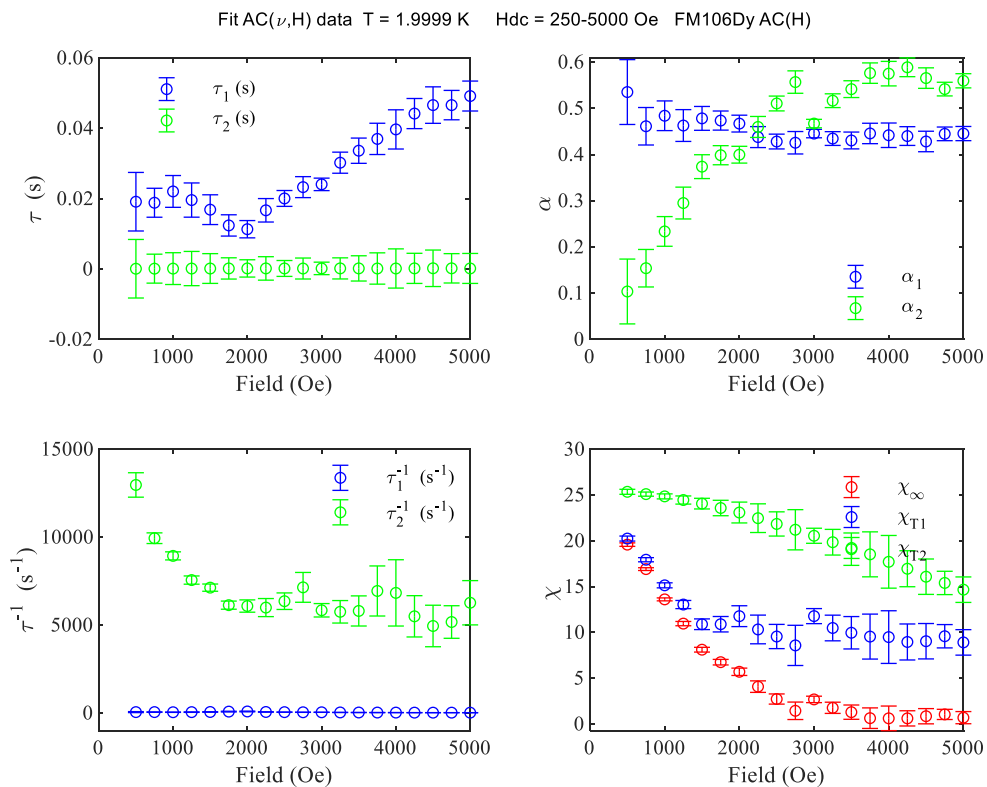 Fit AC(ν,H) data T = 1.9999 K Hdc = 250-5000 Oe FM106Dy AC(H)
0.06
0.04
0.02
0
-0.02
τ (s)
τ₁ (s)
τ₂ (s)
0 1000 2000 3000 4000 5000
Field (Oe)
0.6
0.5
0.4
0.3
0.2
0.1
0
α
α₁
α₂
0 1000 2000 3000 4000 5000
Field (Oe)
15000
10000
5000
0
τ⁻¹ (s⁻¹)
τ₁⁻¹ (s⁻¹)
τ₂⁻¹ (s⁻¹)
0 1000 2000 3000 4000 5000
Field (Oe)
30
25
20
15
10
5
0
χ
χ∞
χT1
χT2
0 1000 2000 3000 4000 5000
Field (Oe)